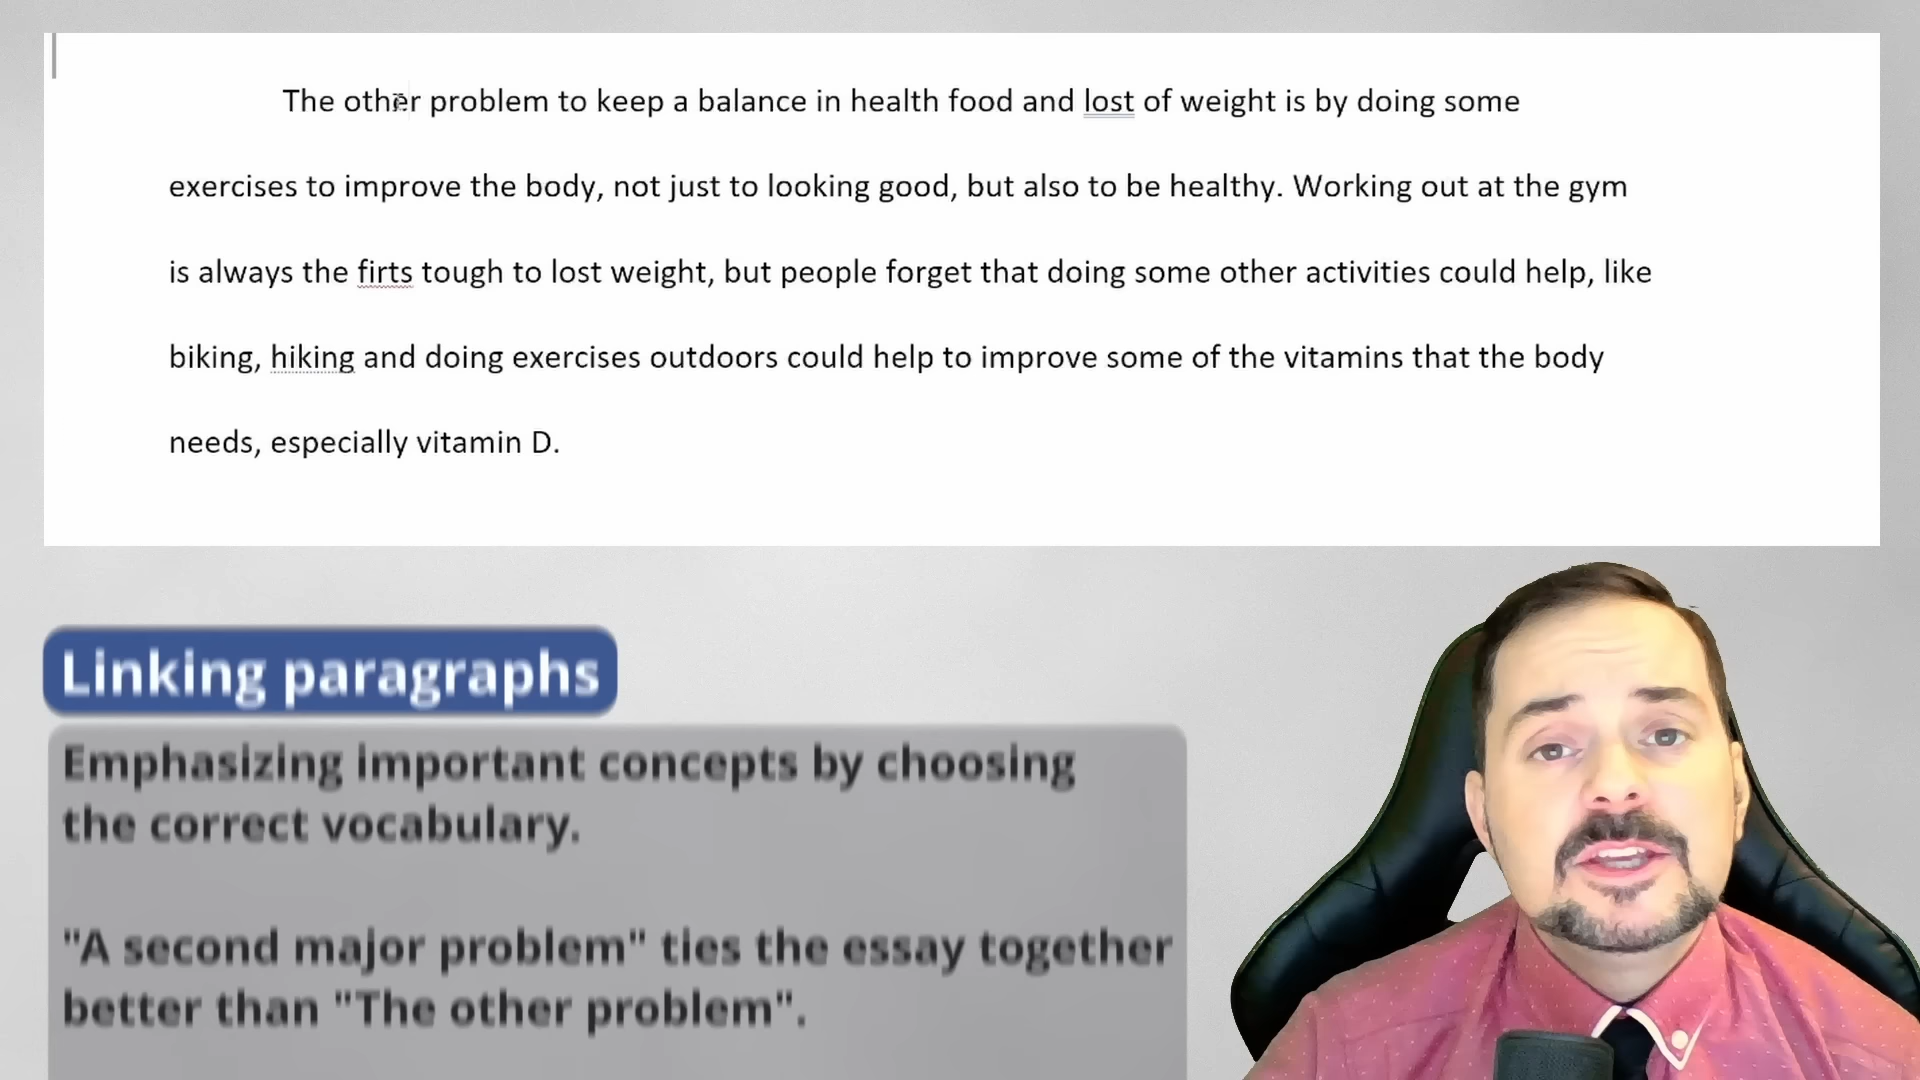 The other problem to keep a balance in health food and lost of weight is by doing some
exercises to improve the body, not just to looking good, but also to be healthy. Working out at the gym
is always the firts tough to lost weight, but people forget that doing some other activities could help, like
biking, hiking and doing exercises outdoors could help to improve some of the vitamins that the body
needs, especially vitamin D.
Linking paragraphs
Emphasizing important concepts by choosing
the correct vocabulary.
"A second major problem" ties the essay together
better than "The other problem".